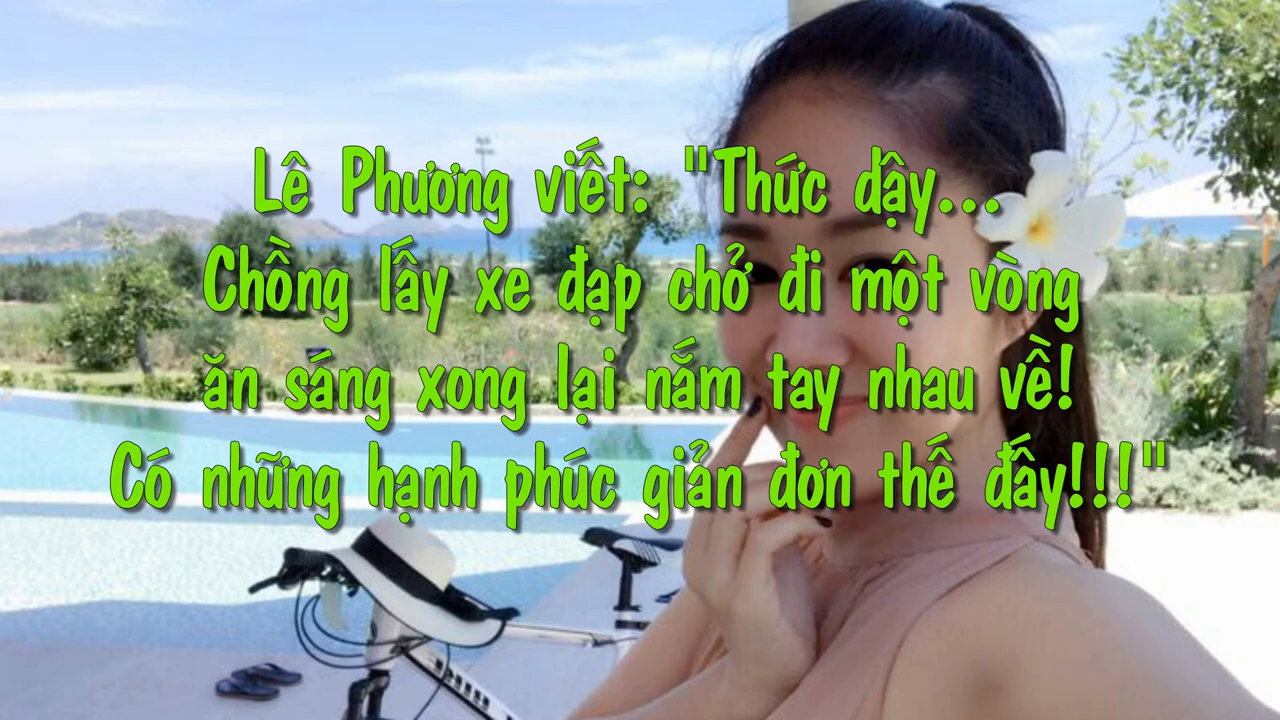 Lê Phương viết: "Thức dậy...
Chồng lấy xe đạp chở đi một vòng
ăn sáng xong lại nắm tay nhau về!
Có những hạnh phúc giản đơn thế đấy!!!"